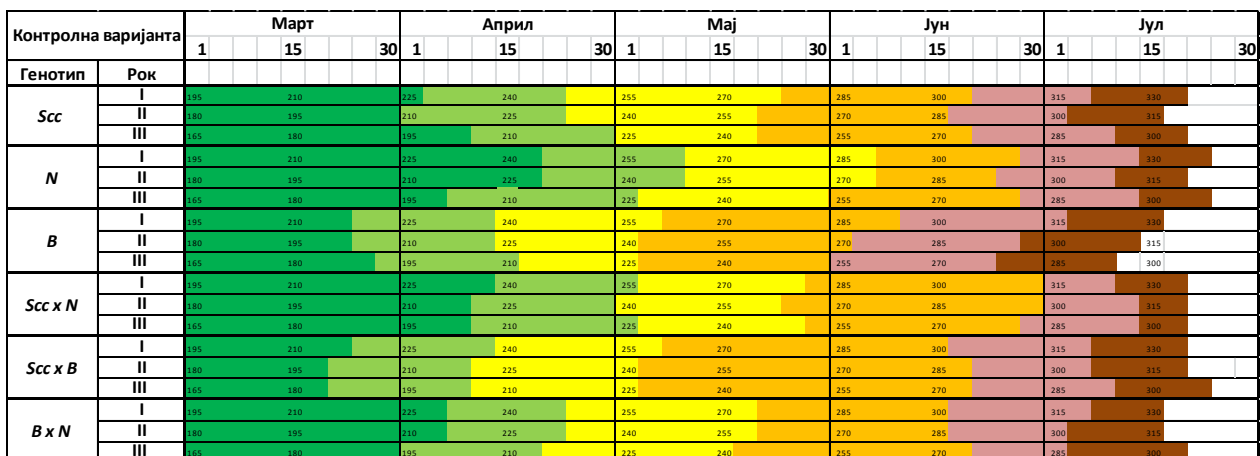 Контролна варијанта Март Април Мај Јун Јул
1 15 30 1 15 30 1 15 30 1 15 30 1 15 30
Генотип Рок
Scc I 195 210 225 240 255 270 285 300 315 330
II 180 195 210 225 240 255 270 285 300 315
III 165 180 195 210 225 240 255 270 285 300
N I 195 210 225 240 255 270 285 300 315 330
II 180 195 210 225 240 255 270 285 300 315
III 165 180 195 210 225 240 255 270 285 300
B I 195 210 225 240 255 270 285 300 315 330
II 180 195 210 225 240 255 270 285 300 315
III 165 180 195 210 225 240 255 270 285 300
Scc x N I 195 210 225 240 255 270 285 300 315 330
II 180 195 210 225 240 255 270 285 300 315
III 165 180 195 210 225 240 255 270 285 300
Scc x B I 195 210 225 240 255 270 285 300 315 330
II 180 195 210 225 240 255 270 285 300 315
III 165 180 195 210 225 240 255 270 285 300
B x N I 195 210 225 240 255 270 285 300 315 330
II 180 195 210 225 240 255 270 285 300 315
III 165 180 195 210 225 240 255 270 285 300